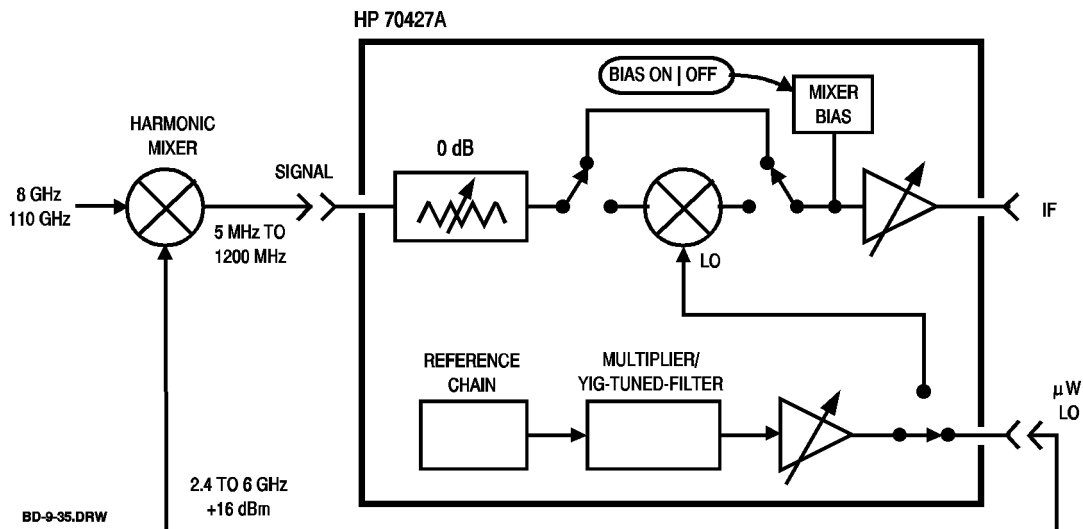 HP 70427A
BIAS ON | OFF
MIXER
BIAS
HARMONIC
MIXER
0 dB
SIGNAL
8 GHz
110 GHz
5 MHz TO
1200 MHz
IF
LO
REFERENCE
CHAIN
MULTIPLIER/
YIG-TUNED-FILTER
μW
LO
2.4 TO 6 GHz
+16 dBm
BD-9-35.DRW